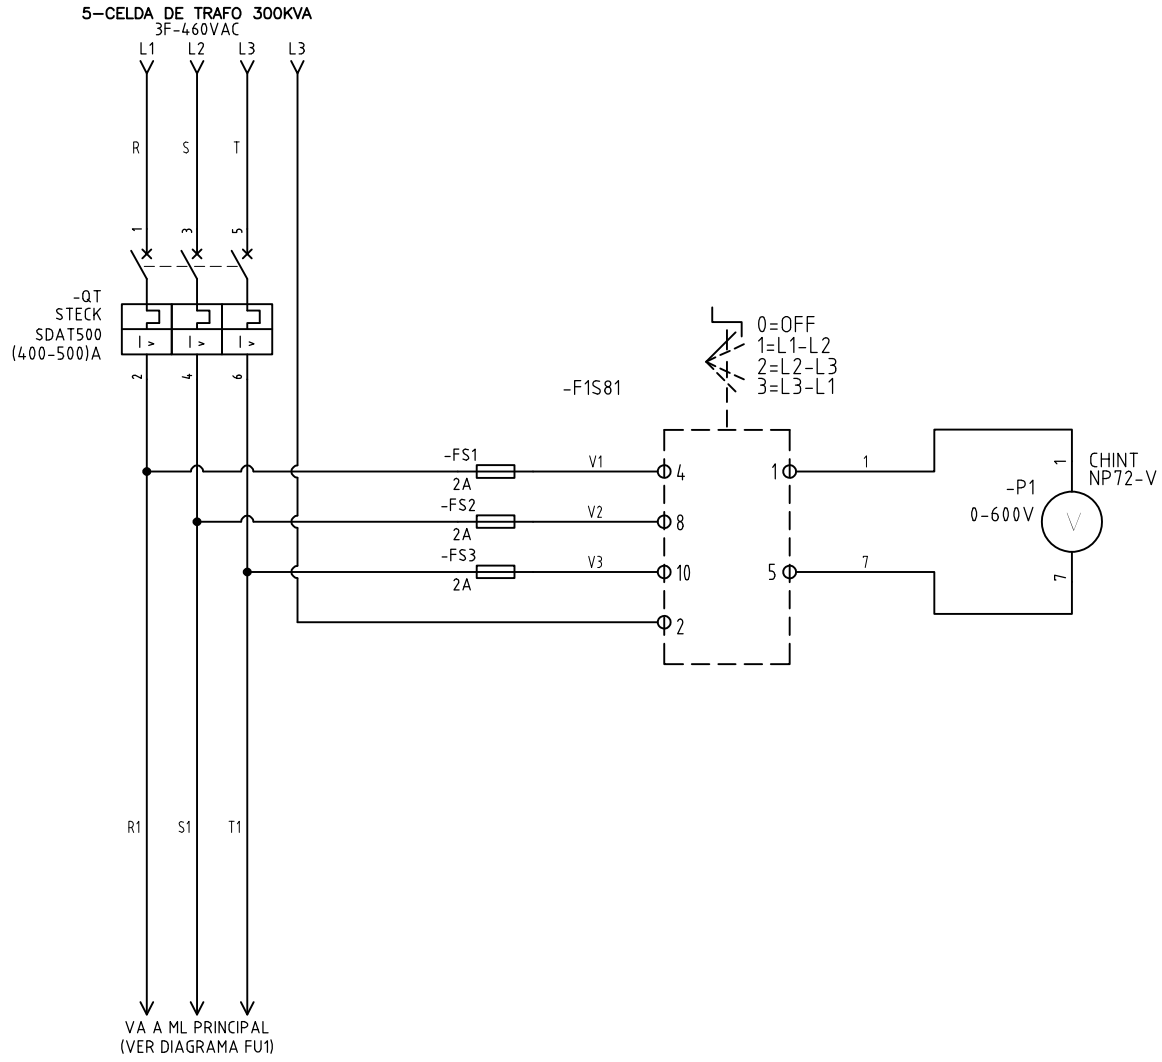 5-CELDA DE TRAFO 300KVA
3F-460VAC
L1 L2 L3 L3
R S T
1 3 5
-QT
STECK
SDAT500
(400-500)A
I > I > I >
2 4 6
0=OFF
1=L1-L2
2=L2-L3
3=L3-L1
-F1S81
-FS1
2A
V1
4
1
1
-FS2
2A
V2
8
-FS3
2A
V3
10
5
7
2
1
CHINT
NP72-V
-P1
0-600V
V
7
R1 S1 T1
VA A ML PRINCIPAL
(VER DIAGRAMA FU1)